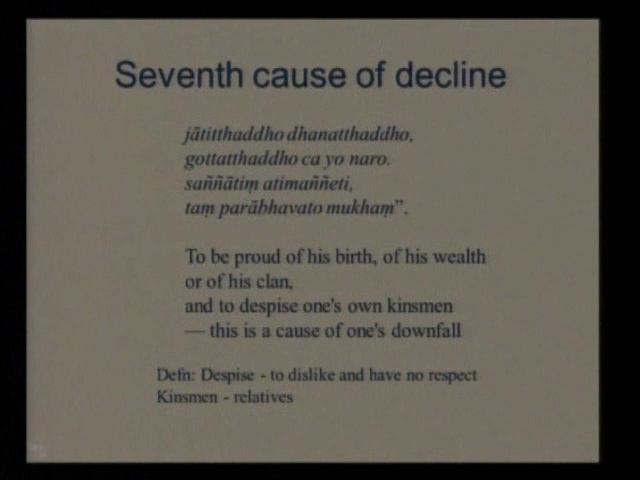 Seventh cause of decline
jātitthaddho dhanatthaddho,
gottatthaddho ca yo naro.
saññātiṃ atimaññeti,
taṃ parābhavato mukhaṃ”.
To be proud of his birth, of his wealth
or of his clan,
and to despise one's own kinsmen
— this is a cause of one's downfall
Defn: Despise - to dislike and have no respect
Kinsmen - relatives